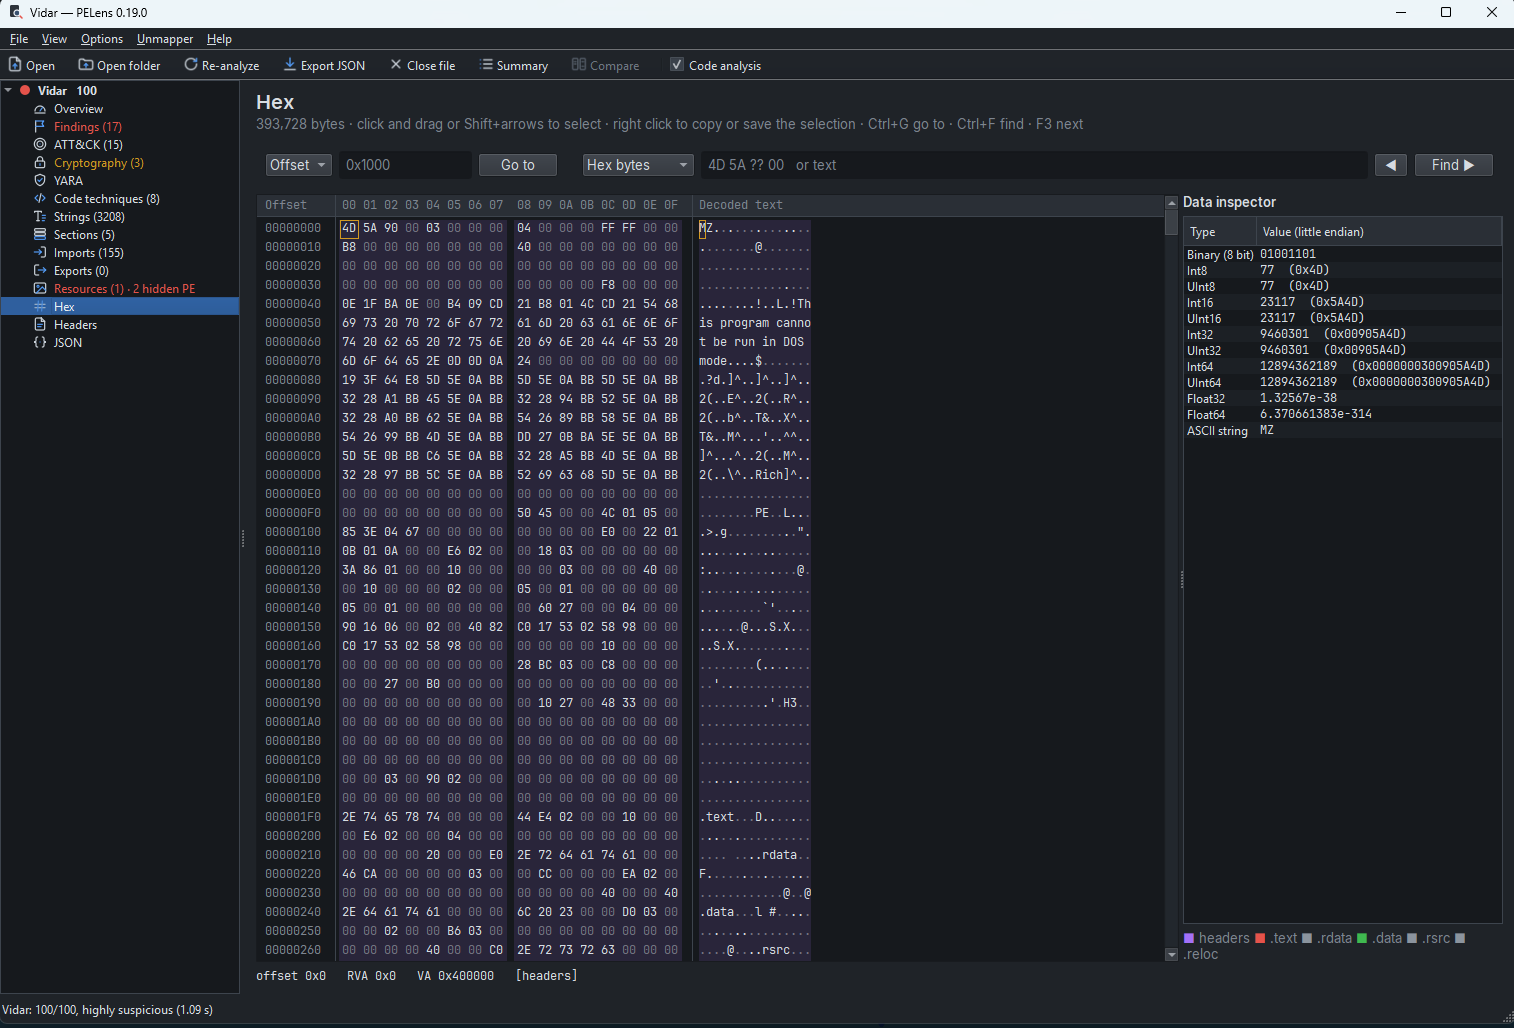 Vidar — PELens 0.19.0
File View Options Unmapper Help
Open Open folder Re-analyze Export JSON Close file Summary Compare Code analysis
Vidar 100
Overview
Findings (17)
ATT&CK (15)
Cryptography (3)
YARA
Code techniques (8)
Strings (3208)
Sections (5)
Imports (155)
Exports (0)
Resources (1) · 2 hidden PE
Hex
Headers
JSON
Hex
393,728 bytes · click and drag or Shift+arrows to select · right click to copy or save the selection · Ctrl+G go to · Ctrl+F find · F3 next
Offset 0x1000 Go to Hex bytes 4D 5A ?? 00 or text ◀ Find ▶
Offset 00 01 02 03 04 05 06 07 08 09 0A 0B 0C 0D 0E 0F Decoded text
00000000 4D 5A 90 00 03 00 00 00 04 00 00 00 FF FF 00 00 MZ..............
00000010 B8 00 00 00 00 00 00 00 40 00 00 00 00 00 00 00 ........@.......
00000020 00 00 00 00 00 00 00 00 00 00 00 00 00 00 00 00 ................
00000030 00 00 00 00 00 00 00 00 00 00 00 00 F8 00 00 00 ................
00000040 0E 1F BA 0E 00 B4 09 CD 21 B8 01 4C CD 21 54 68 ........!..L.!Th
00000050 69 73 20 70 72 6F 67 72 61 6D 20 63 61 6E 6E 6F is program canno
00000060 74 20 62 65 20 72 75 6E 20 69 6E 20 44 4F 53 20 t be run in DOS
00000070 6D 6F 64 65 2E 0D 0D 0A 24 00 00 00 00 00 00 00 mode....$.......
00000080 19 3F 64 E8 5D 5E 0A BB 5D 5E 0A BB 5D 5E 0A BB .?d.]^..]^..]^..
00000090 32 28 A1 BB 45 5E 0A BB 32 28 94 BB 52 5E 0A BB 2(..E^..2(..R^..
000000A0 32 28 A0 BB 62 5E 0A BB 54 26 89 BB 58 5E 0A BB 2(..b^..T&..X^..
000000B0 54 26 99 BB 4D 5E 0A BB DD 27 0B BA 5E 5E 0A BB T&..M^...'..^^..
000000C0 5D 5E 0B BB C6 5E 0A BB 32 28 A5 BB 4D 5E 0A BB ]^...^..2(..M^..
000000D0 32 28 97 BB 5C 5E 0A BB 52 69 63 68 5D 5E 0A BB 2(..\^..Rich]^..
000000E0 00 00 00 00 00 00 00 00 00 00 00 00 00 00 00 00 ................
000000F0 00 00 00 00 00 00 00 00 50 45 00 00 4C 01 05 00 ........PE..L...
00000100 85 3E 04 67 00 00 00 00 00 00 00 00 E0 00 22 01 .>.g..........".
00000110 0B 01 0A 00 00 E6 02 00 00 18 03 00 00 00 00 00 ................
00000120 3A 86 01 00 00 10 00 00 00 00 03 00 00 00 40 00 :.............@.
00000130 00 10 00 00 00 02 00 00 05 00 01 00 00 00 00 00 ................
00000140 05 00 01 00 00 00 00 00 00 60 27 00 00 04 00 00 .........`'.....
00000150 90 16 06 00 02 00 40 82 C0 17 53 02 58 98 00 00 ......@...S.X...
00000160 C0 17 53 02 58 98 00 00 00 00 00 00 10 00 00 00 ..S.X...........
00000170 00 00 00 00 00 00 00 00 28 BC 03 00 C8 00 00 00 ........(.......
00000180 00 00 27 00 B0 00 00 00 00 00 00 00 00 00 00 00 ..'.............
00000190 00 00 00 00 00 00 00 00 00 10 27 00 48 33 00 00 ..........'.H3..
000001A0 00 00 00 00 00 00 00 00 00 00 00 00 00 00 00 00 ................
000001B0 00 00 00 00 00 00 00 00 00 00 00 00 00 00 00 00 ................
000001C0 00 00 00 00 00 00 00 00 00 00 00 00 00 00 00 00 ................
000001D0 00 00 03 00 90 02 00 00 00 00 00 00 00 00 00 00 ................
000001E0 00 00 00 00 00 00 00 00 00 00 00 00 00 00 00 00 ................
000001F0 2E 74 65 78 74 00 00 00 44 E4 02 00 00 10 00 00 .text...D.......
00000200 00 E6 02 00 00 04 00 00 00 00 00 00 00 00 00 00 ................
00000210 00 00 00 00 20 00 00 E0 2E 72 64 61 74 61 00 00 .... ....rdata..
00000220 46 CA 00 00 00 00 03 00 00 CC 00 00 00 EA 02 00 F...............
00000230 00 00 00 00 00 00 00 00 00 00 00 00 40 00 00 40 ............@..@
00000240 2E 64 61 74 61 00 00 00 6C 20 23 00 00 D0 03 00 .data...l #.....
00000250 00 02 00 00 00 B6 03 00 00 00 00 00 00 00 00 00 ................
00000260 00 00 00 00 40 00 00 C0 2E 72 73 72 63 00 00 00 ....@....rsrc...
offset 0x0 RVA 0x0 VA 0x400000 [headers]
Data inspector
Type Value (little endian)
Binary (8 bit) 01001101
Int8 77 (0x4D)
UInt8 77 (0x4D)
Int16 23117 (0x5A4D)
UInt16 23117 (0x5A4D)
Int32 9460301 (0x00905A4D)
UInt32 9460301 (0x00905A4D)
Int64 12894362189 (0x0000000300905A4D)
UInt64 12894362189 (0x0000000300905A4D)
Float32 1.32567e-38
Float64 6.370661383e-314
ASCII string MZ
headers .text .rdata .data .rsrc
.reloc
Vidar: 100/100, highly suspicious (1.09 s)